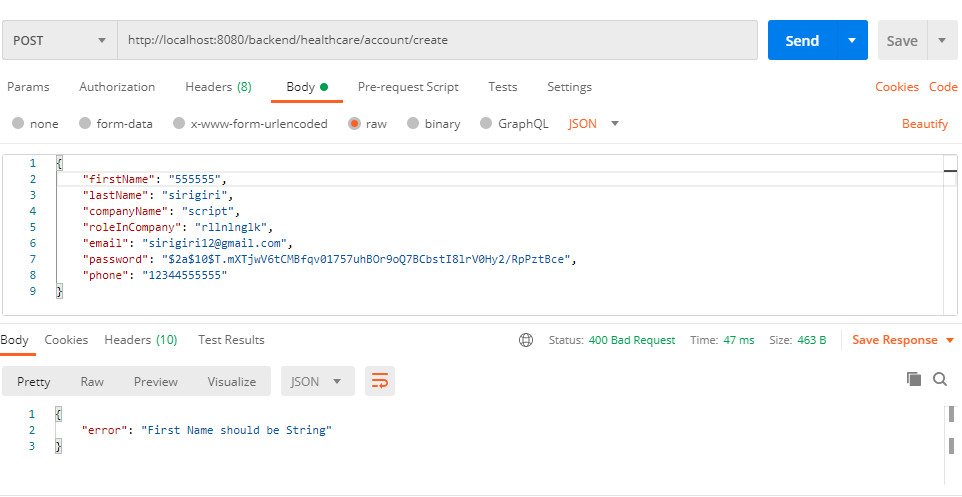 POST http://localhost:8080/backend/healthcare/account/create Send Save
Params Authorization Headers (8) Body Pre-request Script Tests Settings Cookies Code
none form-data x-www-form-urlencoded raw binary GraphQL JSON Beautify
1 {
2 "firstName": "555555",
3 "lastName": "sirigiri",
4 "companyName": "script",
5 "roleInCompany": "rllnlnglk",
6 "email": "sirigiri12@gmail.com",
7 "password": "$2a$10$T.mXTjwV6tCMBfqv01757uhBOr9oQ7BCbstI8lrV0Hy2/RpPztBce",
8 "phone": "12344555555"
9 }
Body Cookies Headers (10) Test Results Status: 400 Bad Request Time: 47 ms Size: 463 B Save Response
Pretty Raw Preview Visualize JSON
1 {
2 "error": "First Name should be String"
3 }